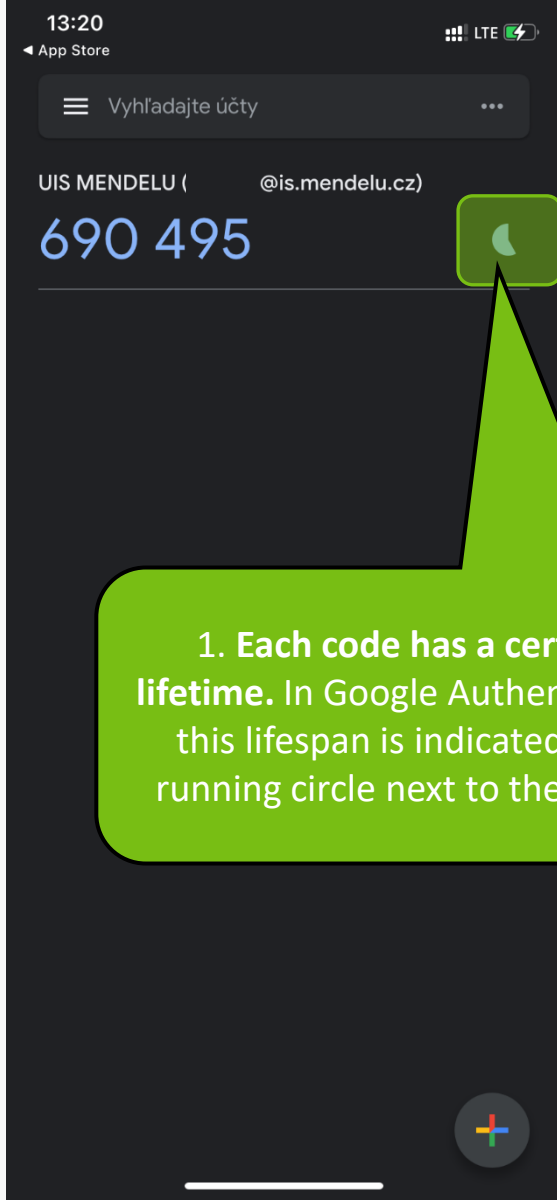 13:20
LTE
◀ App Store
Vyhľadajte účty
UIS MENDELU ( @is.mendelu.cz)
690 495
1. Each code has a cer
lifetime. In Google Authen
this lifespan is indicated
running circle next to the